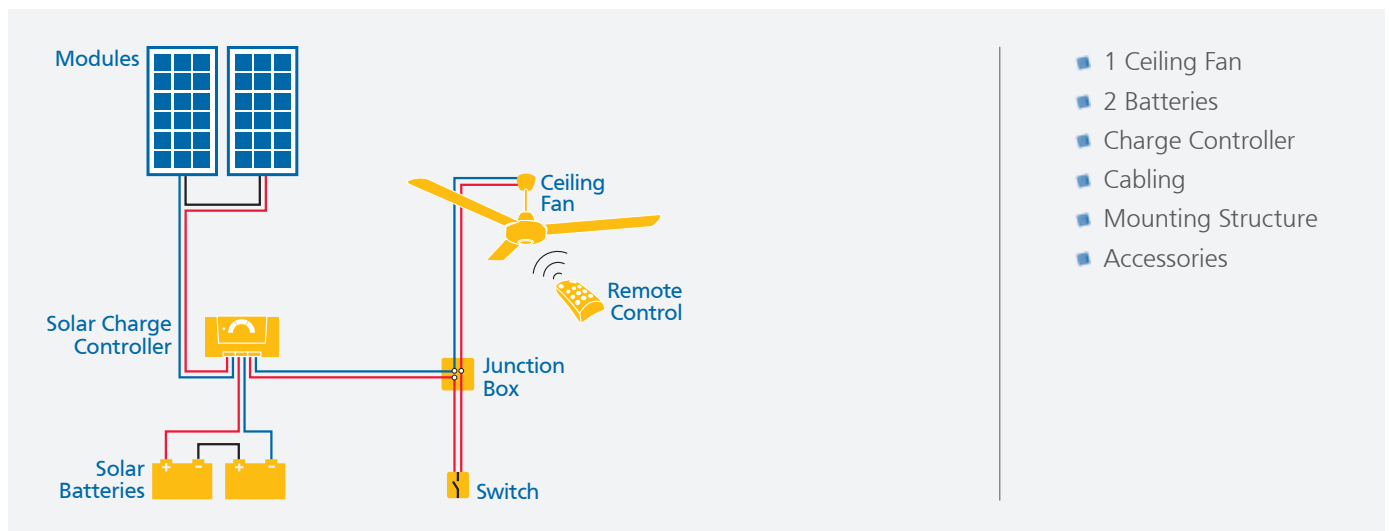 Modules
Ceiling
Fan
Remote
Control
Solar Charge
Controller
Junction
Box
+ − + −
Solar
Batteries
Switch
1 Ceiling Fan
2 Batteries
Charge Controller
Cabling
Mounting Structure
Accessories